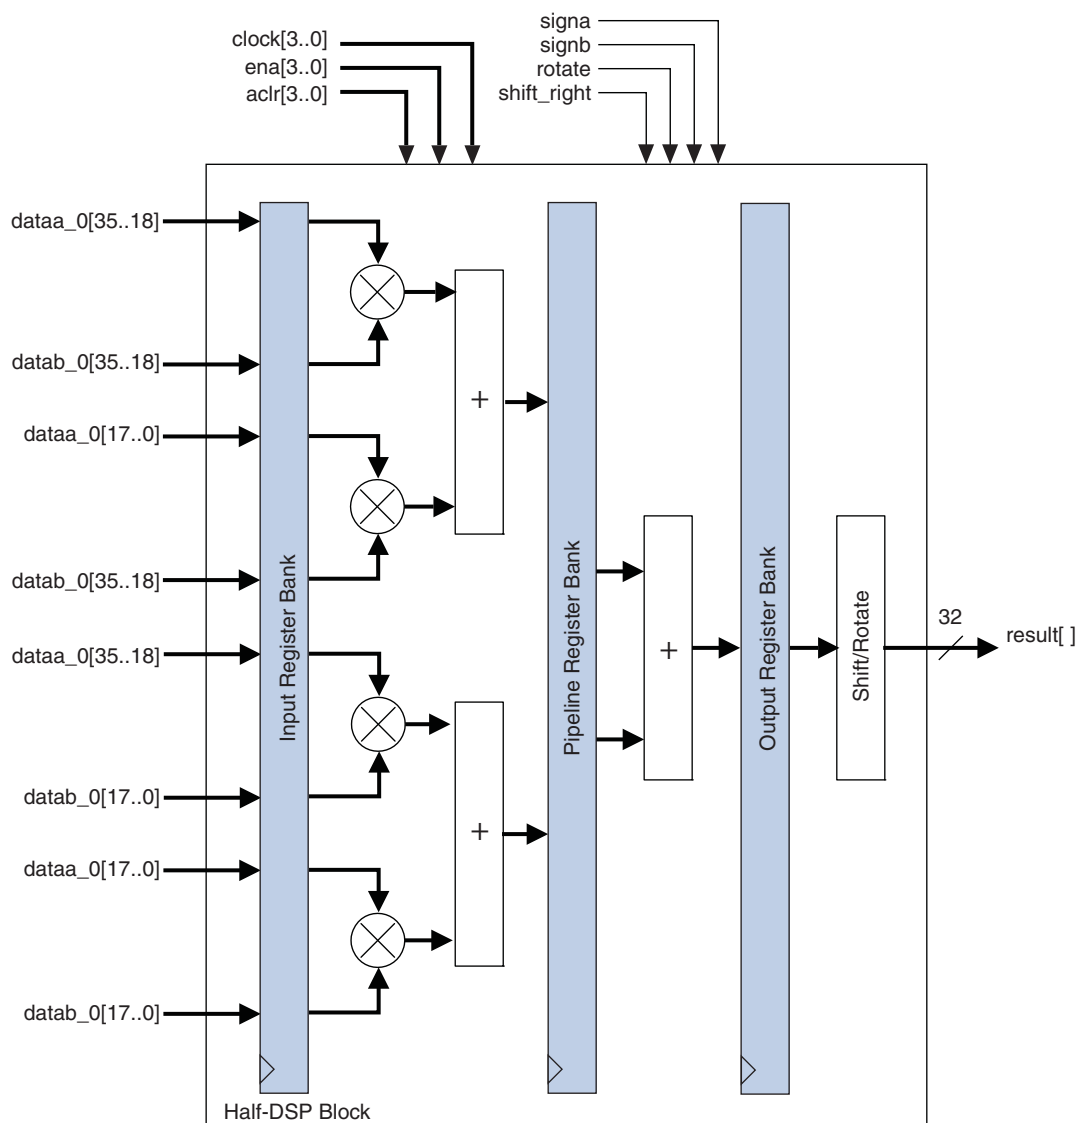 clock[3..0]
ena[3..0]
aclr[3..0]
signa
signb
rotate
shift_right
dataa_0[35..18]
datab_0[35..18]
dataa_0[17..0]
datab_0[35..18]
dataa_0[35..18]
datab_0[17..0]
dataa_0[17..0]
datab_0[17..0]
Input Register Bank
+
+
Pipeline Register Bank
+
Output Register Bank
Shift/Rotate
32
result[ ]
Half-DSP Block